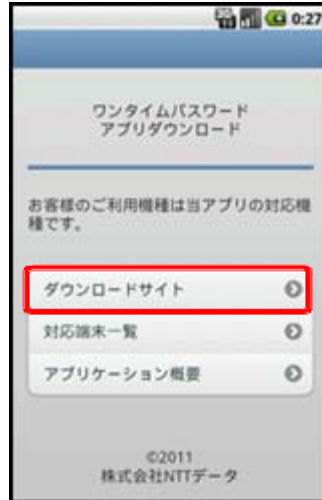 0:27
ワンタイムパスワード
アプリダウンロード
お客様のご利用機種は当アプリの対応機
種です。
ダウンロードサイト
対応端末一覧
アプリケーション概要
©2011
株式会社NTTデータ